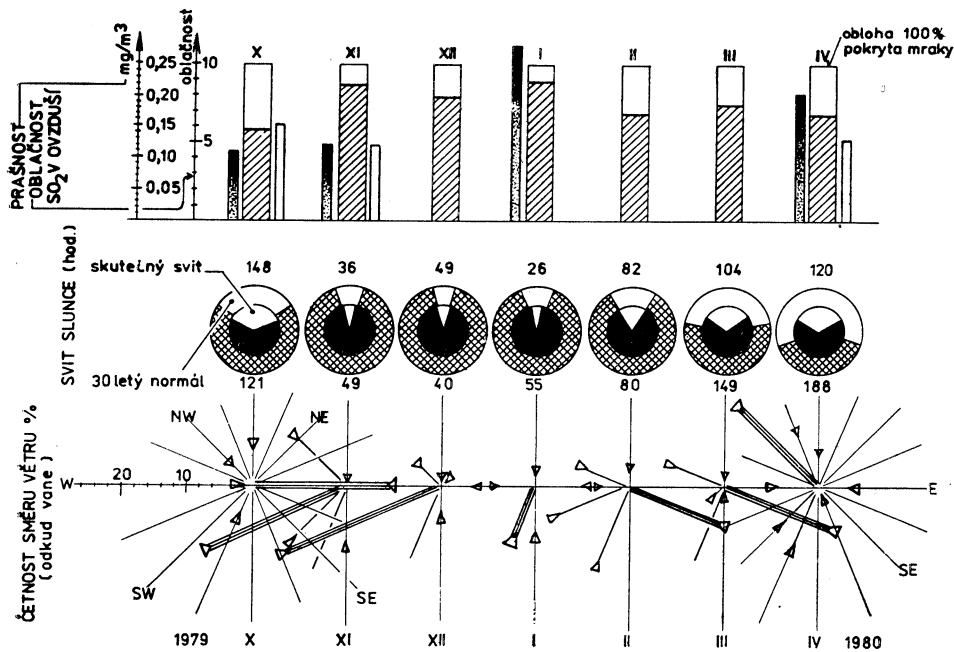 mg/m3
oblačnost
X XI XII I II III IV
obloha 100%
pokryta mraky
0,25
0,20
0,15
0,10
0,05
10
5
PRAŠNOST
OBLAČNOST
SO2 V OVZDUŠÍ
SVIT SLUNCE (hod.)
skutečný svit
148 36 49 26 82 104 120
30 letý normál
121 49 40 55 80 149 188
ČETNOST SMĚRU VĚTRU %
(odkud vane)
NW NE
W 20 10 E
SW SE SE
1979 X XI XII I II III IV 1980